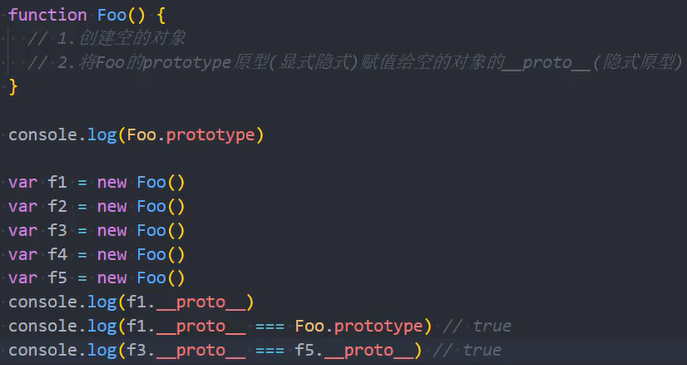 function Foo() {
// 1.创建空的对象
// 2.将Foo的prototype原型(显式隐式)赋值给空的对象的__proto__(隐式原型)
}
console.log(Foo.prototype)
var f1 = new Foo()
var f2 = new Foo()
var f3 = new Foo()
var f4 = new Foo()
var f5 = new Foo()
console.log(f1.__proto__)
console.log(f1.__proto__ === Foo.prototype) // true
console.log(f3.__proto__ === f5.__proto__) // true